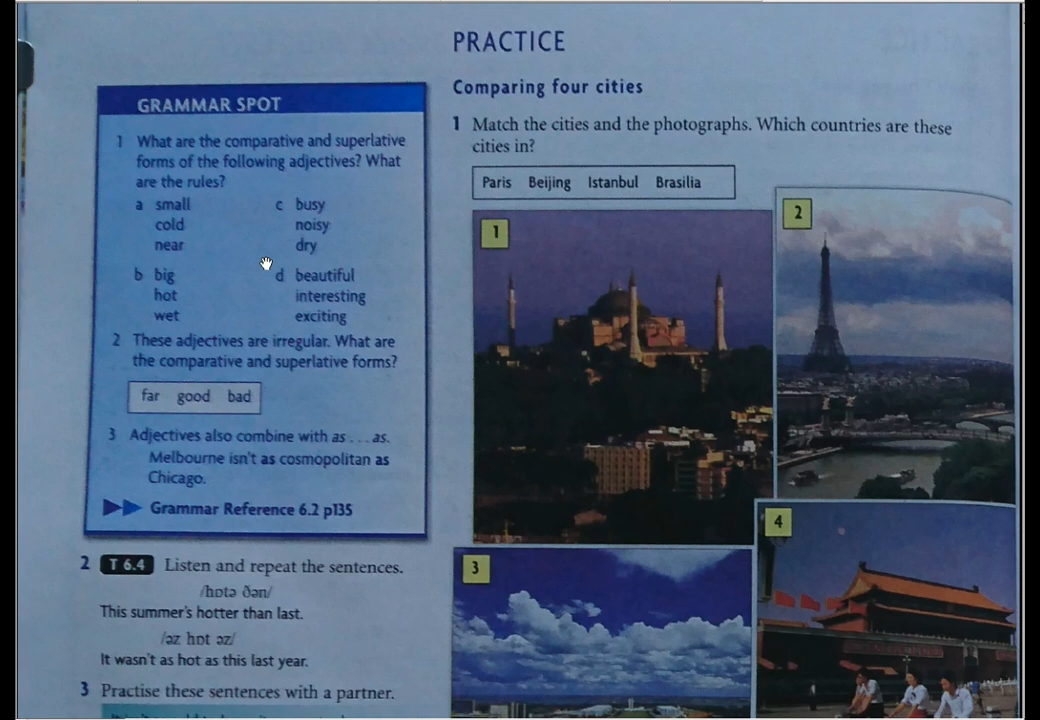 PRACTICE
GRAMMAR SPOT
1 What are the comparative and superlative
forms of the following adjectives? What
are the rules?
a small c busy
cold noisy
near dry
b big d beautiful
hot interesting
wet exciting
2 These adjectives are irregular. What are
the comparative and superlative forms?
far good bad
3 Adjectives also combine with as . . . as.
Melbourne isn't as cosmopolitan as
Chicago.
Grammar Reference 6.2 p135
2 T 6.4 Listen and repeat the sentences.
/hɒtə ðən/
This summer's hotter than last.
/əz hɒt əz/
It wasn't as hot as this last year.
3 Practise these sentences with a partner.
Comparing four cities
1 Match the cities and the photographs. Which countries are these
cities in?
Paris Beijing Istanbul Brasilia
1
2
3
4